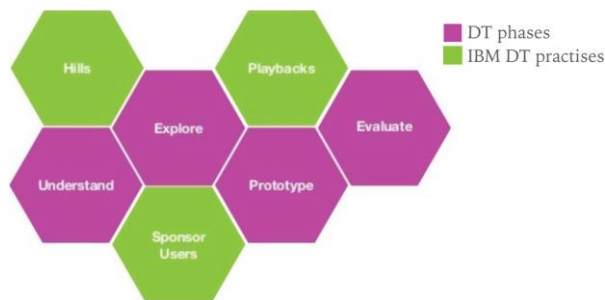 Hills
Playbacks
DT phases
IBM DT practises
Explore
Evaluate
Understand
Prototype
Sponsor
Users